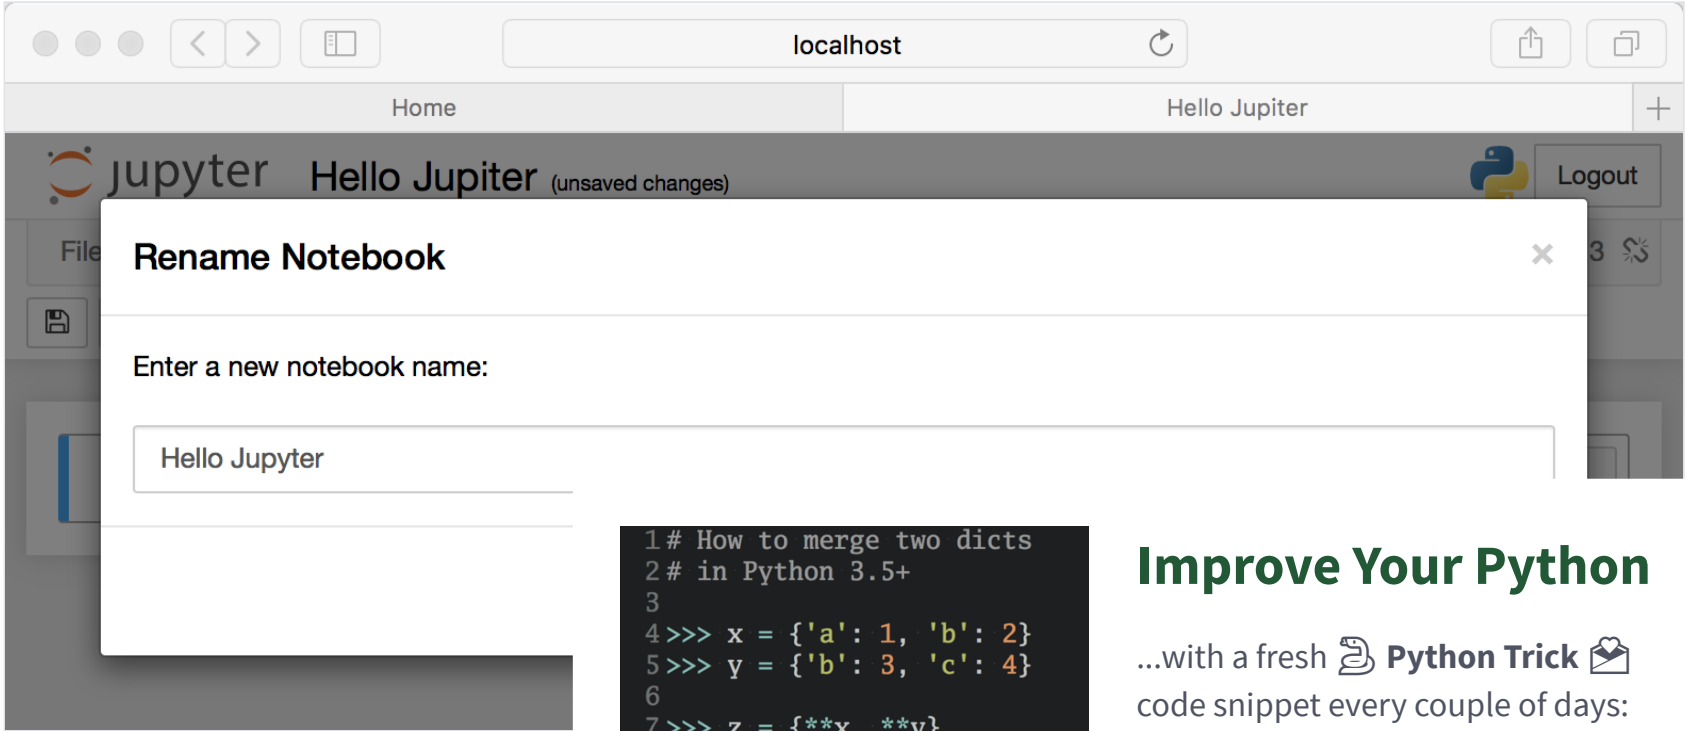 localhost
Home
Hello Jupiter
jupyter Hello Jupiter (unsaved changes)
Logout
File
3
Rename Notebook
Enter a new notebook name:
Hello Jupyter
1 # How to merge two dicts
2 # in Python 3.5+
3
4 >>> x = {'a': 1, 'b': 2}
5 >>> y = {'b': 3, 'c': 4}
6
7 >>> z = {**x, **y}
Improve Your Python
...with a fresh Python Trick
code snippet every couple of days: